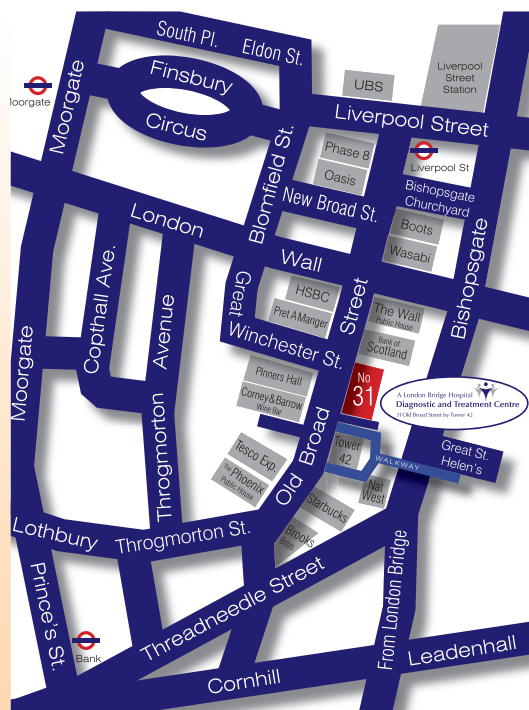 South Pl.
Eldon St.
Finsbury
Circus
Moorgate
Moorgate
UBS
Liverpool
Street
Station
Liverpool Street
Liverpool St
Phase 8
Oasis
Blomfield St.
New Broad St.
Bishopsgate
Churchyard
Boots
Wasabi
London
Wall
Bishopsgate
Copthall Ave.
Avenue
Throgmorton
Great
Winchester St.
HSBC
Pret A Manger
Street
The Wall
Public House
Bank of
Scotland
Moorgate
Pinners Hall
Corney & Barrow
Wine Bar
No
31
A London Bridge Hospital
Diagnostic and Treatment Centre
31 Old Broad Street by Tower 42
Old Broad
Tower
42
WALKWAY
Great St.
Helen's
Tesco Exp.
The Phoenix
Public House
Nat
West
Starbucks
Brooks
Bros
Lothbury
Throgmorton St.
Prince's St.
Threadneedle Street
From London Bridge
Bank
Cornhill
Leadenhall